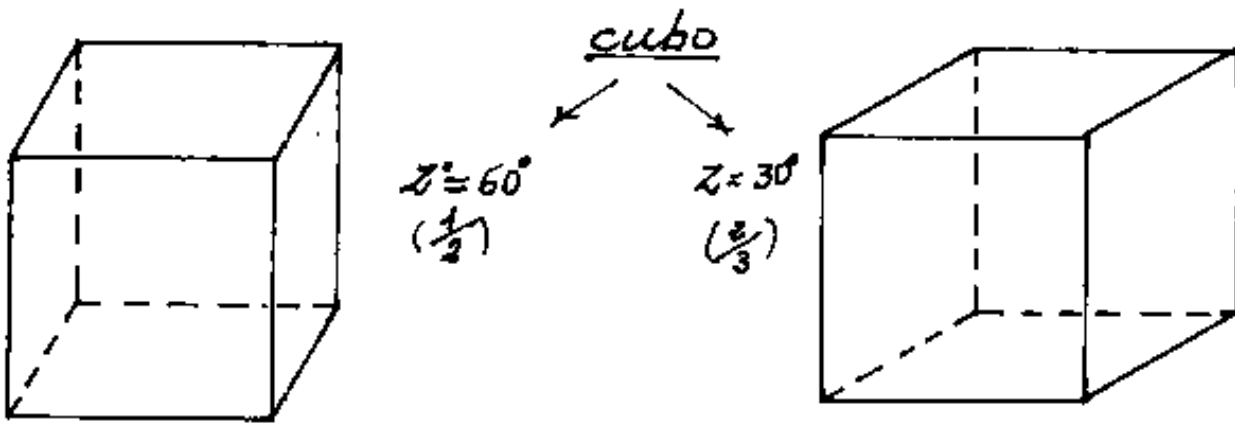 cubo
Z = 60°
(1/2)
Z = 30°
(2/3)